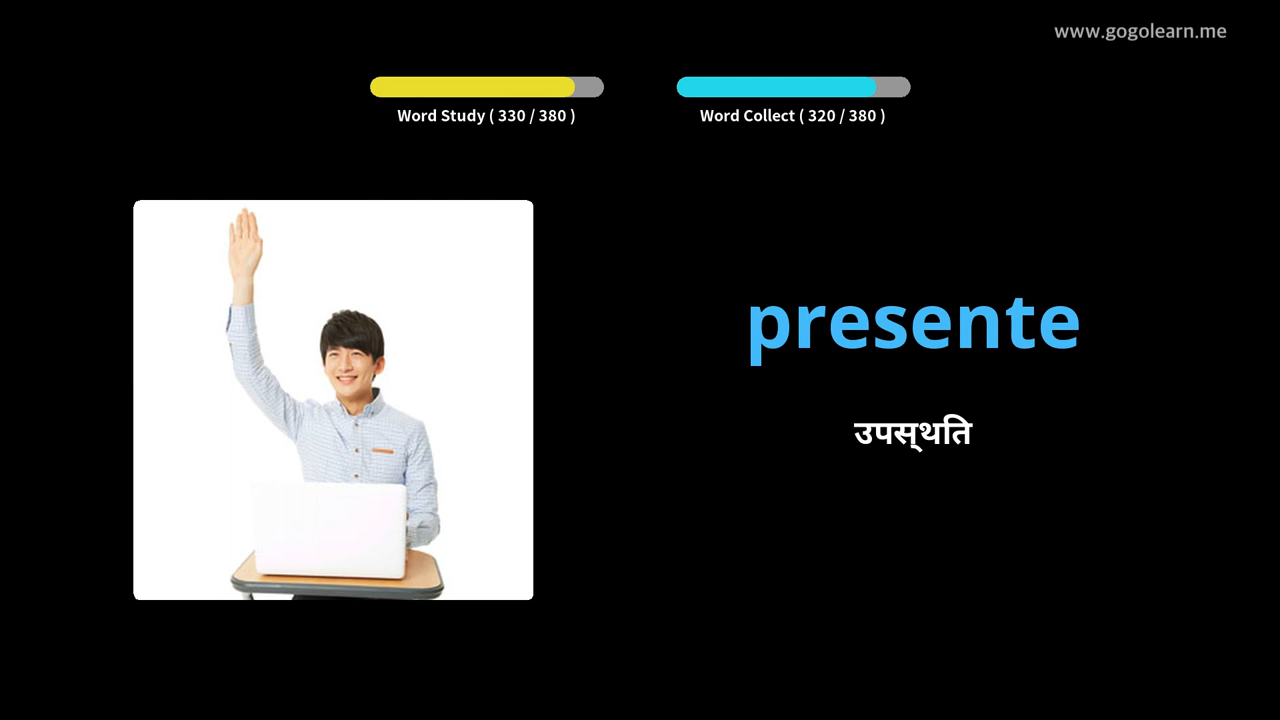 www.gogolearn.me
Word Study ( 330 / 380 )
Word Collect ( 320 / 380 )
presente
उपस्थति